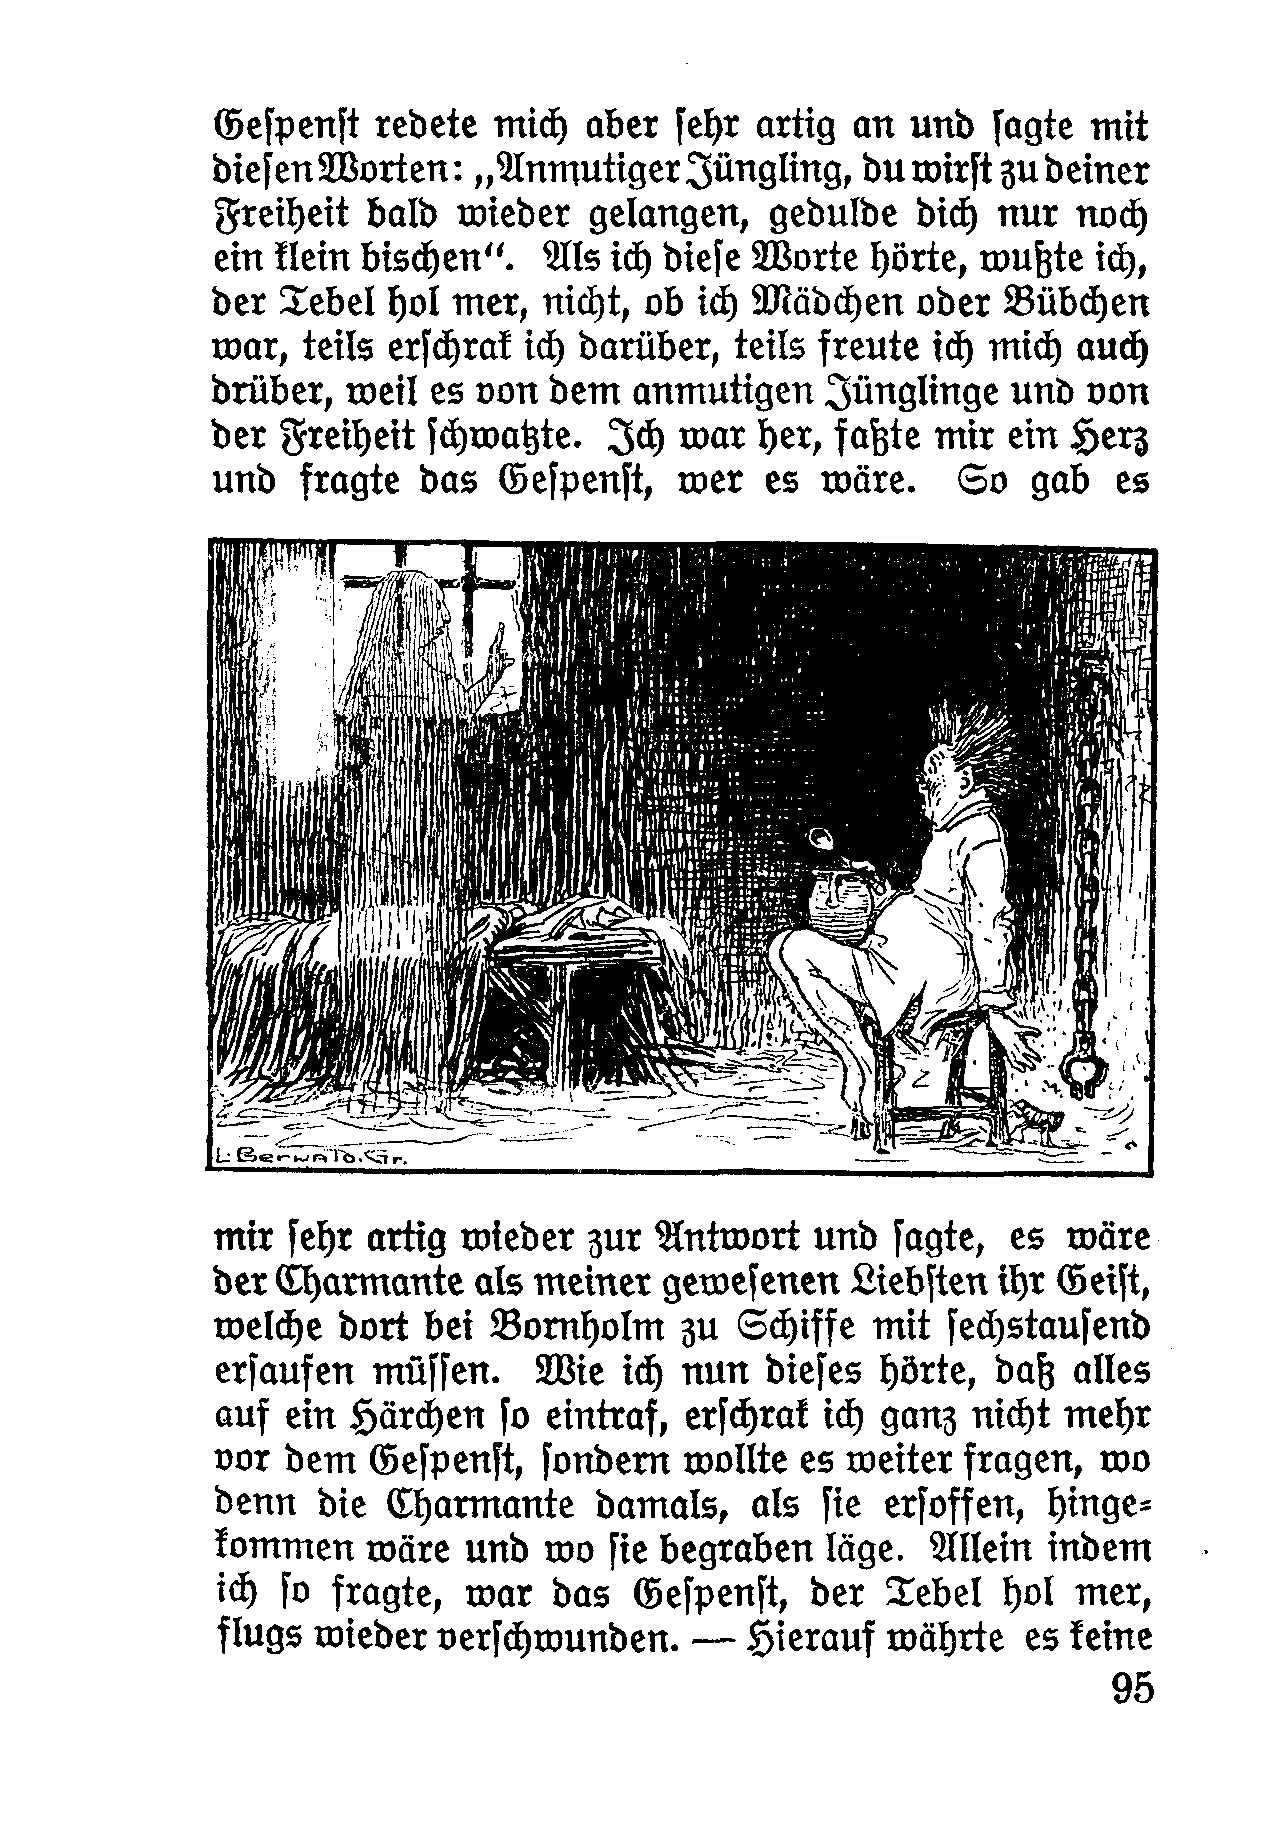 Geſpenſt redete mich aber ſehr artig an und ſagte mit
dieſen Worten: „Anmutiger Jüngling, du wirſt zu deiner
Freiheit bald wieder gelangen, gedulde dich nur noch
ein klein bischen“. Als ich dieſe Worte hörte, wußte ich,
der Tebel hol mer, nicht, ob ich Mädchen oder Bübchen
war, teils erſchrak ich darüber, teils freute ich mich auch
drüber, weil es von dem anmutigen Jünglinge und von
der Freiheit ſchwatzte. Ich war her, faßte mir ein Herz
und fragte das Geſpenſt, wer es wäre. So gab es
L Berwald. Gr.
mir ſehr artig wieder zur Antwort und ſagte, es wäre
der Charmante als meiner geweſenen Liebſten ihr Geiſt,
welche dort bei Bornholm zu Schiffe mit ſechstauſend
erſaufen müſſen. Wie ich nun dieſes hörte, daß alles
auf ein Härchen ſo eintraf, erſchrak ich ganz nicht mehr
vor dem Geſpenſt, ſondern wollte es weiter fragen, wo
denn die Charmante damals, als ſie erſoffen, hinge⸗
kommen wäre und wo ſie begraben läge. Allein indem
ich ſo fragte, war das Geſpenſt, der Tebel hol mer,
flugs wieder verſchwunden. — Hierauf währte es keine
95